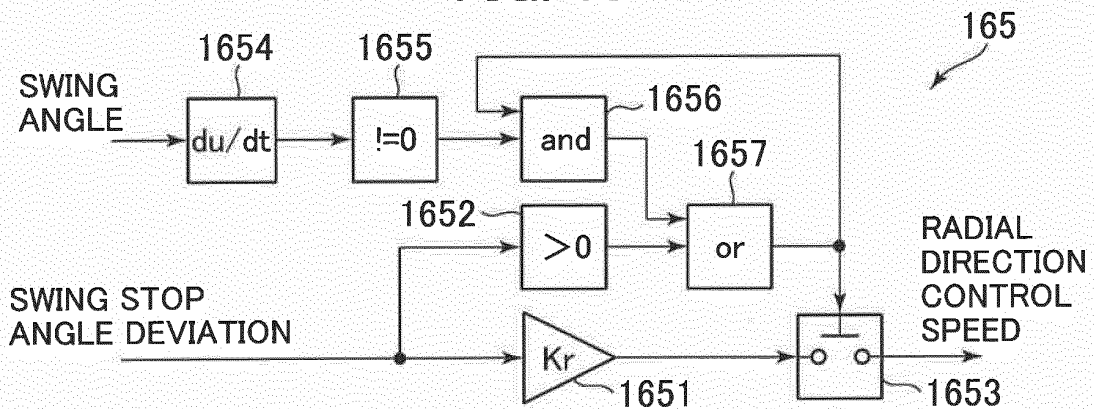 165
1654
1655
SWING
ANGLE
du/dt
!=0
and
1656
1657
1652
>0
or
RADIAL
DIRECTION
CONTROL
SPEED
SWING STOP
ANGLE DEVIATION
Kr
1651
1653